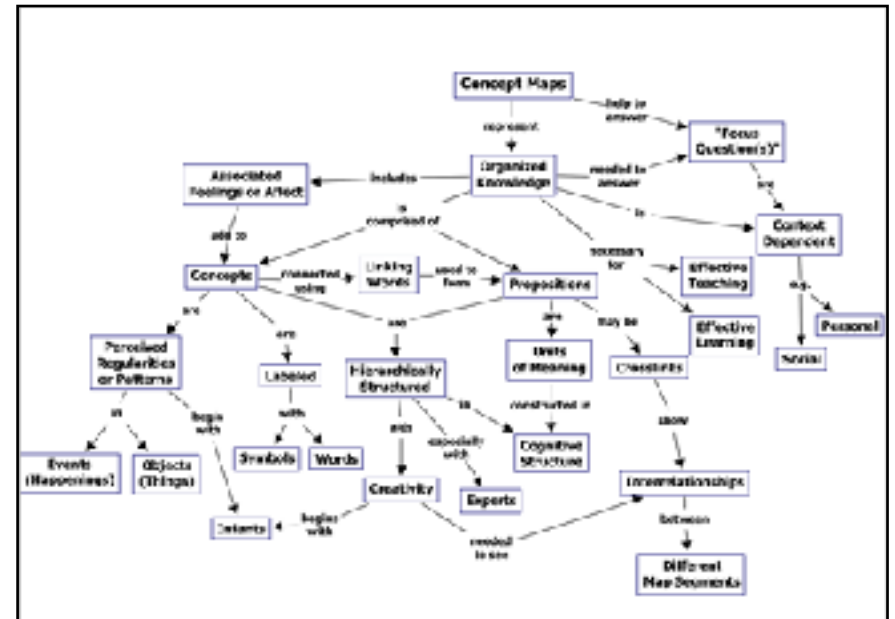 Concept Maps
help to
answer
represent
"Focus
Question(s)"
Associated
Feelings or Affect
includes
Organized
Knowledge
needed to
answer
are
is
comprised of
is
Context
Dependent
add to
necessary
for
Concepts
connected
using
Linking
Words
used to
form
Propositions
Effective
Teaching
e.g.
are
are
are
are
may be
Effective
Learning
Personal
Social
Perceived
Regularities
or Patterns
Labeled
Hierarchically
Structured
Units
of Meaning
Crosslinks
in
begin
with
with
aids
especially
with
in
constructed in
show
Events
(Happenings)
Objects
(Things)
Symbols
Words
Cognitive
Structure
Creativity
Experts
Interrelationships
Infants
begins
with
needed
to see
between
Different
Map Segments